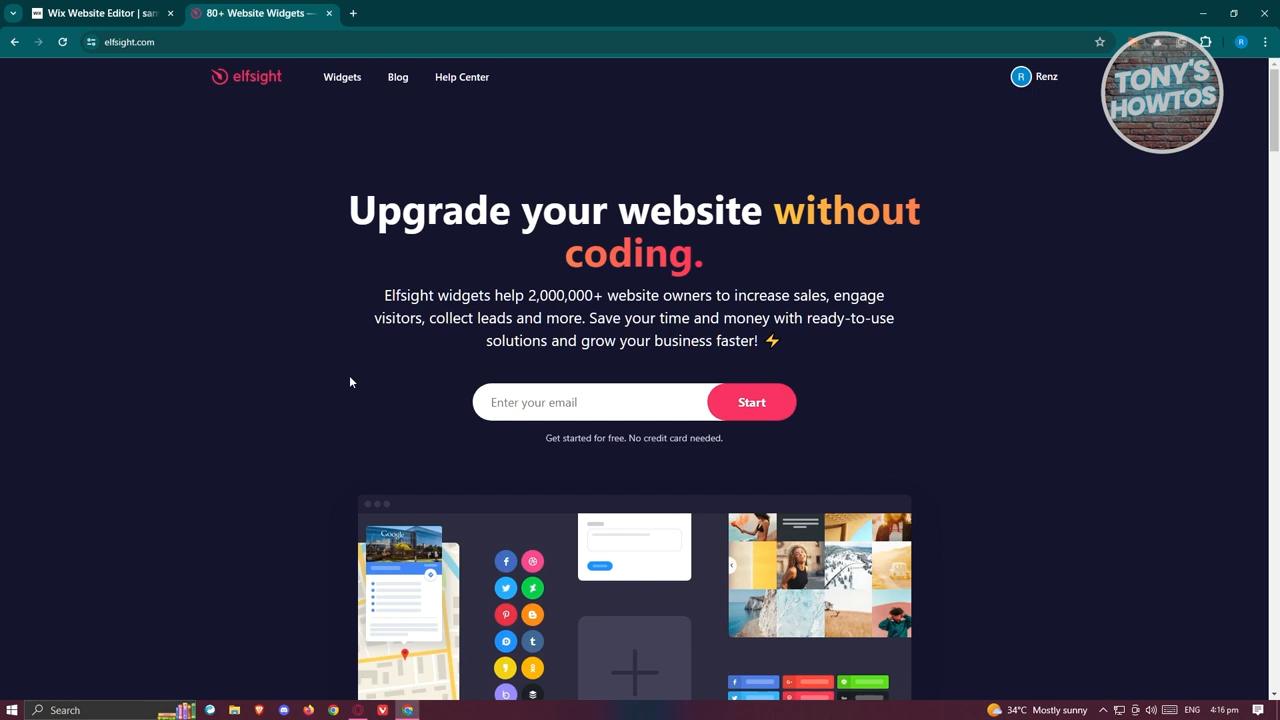 Wix Website Editor | san
80+ Website Widgets —
elfsight.com
R
elfsight
Widgets
Blog
Help Center
R
Renz
TONY'S
HOWTOS
Upgrade your website without
coding.
Elfsight widgets help 2,000,000+ website owners to increase sales, engage
visitors, collect leads and more. Save your time and money with ready-to-use
solutions and grow your business faster! ⚡
Enter your email
Start
Get started for free. No credit card needed.
Google
Search
34°C Mostly sunny
ENG
4:16 pm